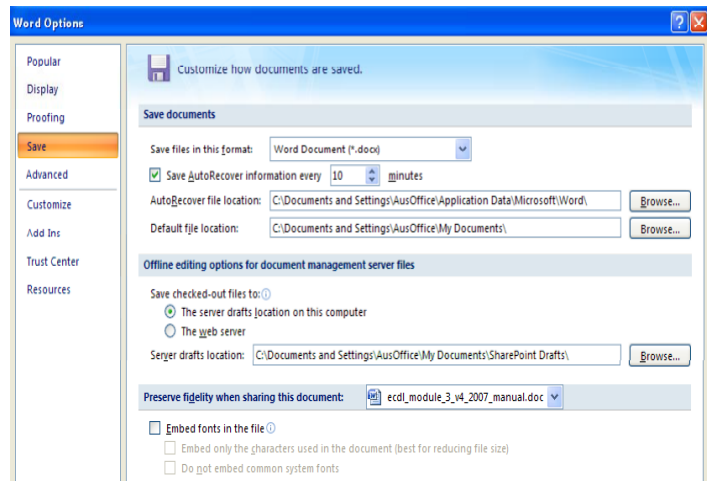 Word Options
Popular
Display
Proofing
Save
Advanced
Customize
Add Ins
Trust Center
Resources
Customize how documents are saved.
Save documents
Save files in this format: Word Document (*.docx)
Save AutoRecover information every 10 minutes
AutoRecover file location: C:\Documents and Settings\AusOffice\Application Data\Microsoft\Word\ Browse...
Default file location: C:\Documents and Settings\AusOffice\My Documents\ Browse...
Offline editing options for document management server files
Save checked-out files to:
The server drafts location on this computer
The web server
Server drafts location: C:\Documents and Settings\AusOffice\My Documents\SharePoint Drafts\ Browse...
Preserve fidelity when sharing this document: ecdl_module_3_v4_2007_manual.doc
Embed fonts in the file
Embed only the characters used in the document (best for reducing file size)
Do not embed common system fonts